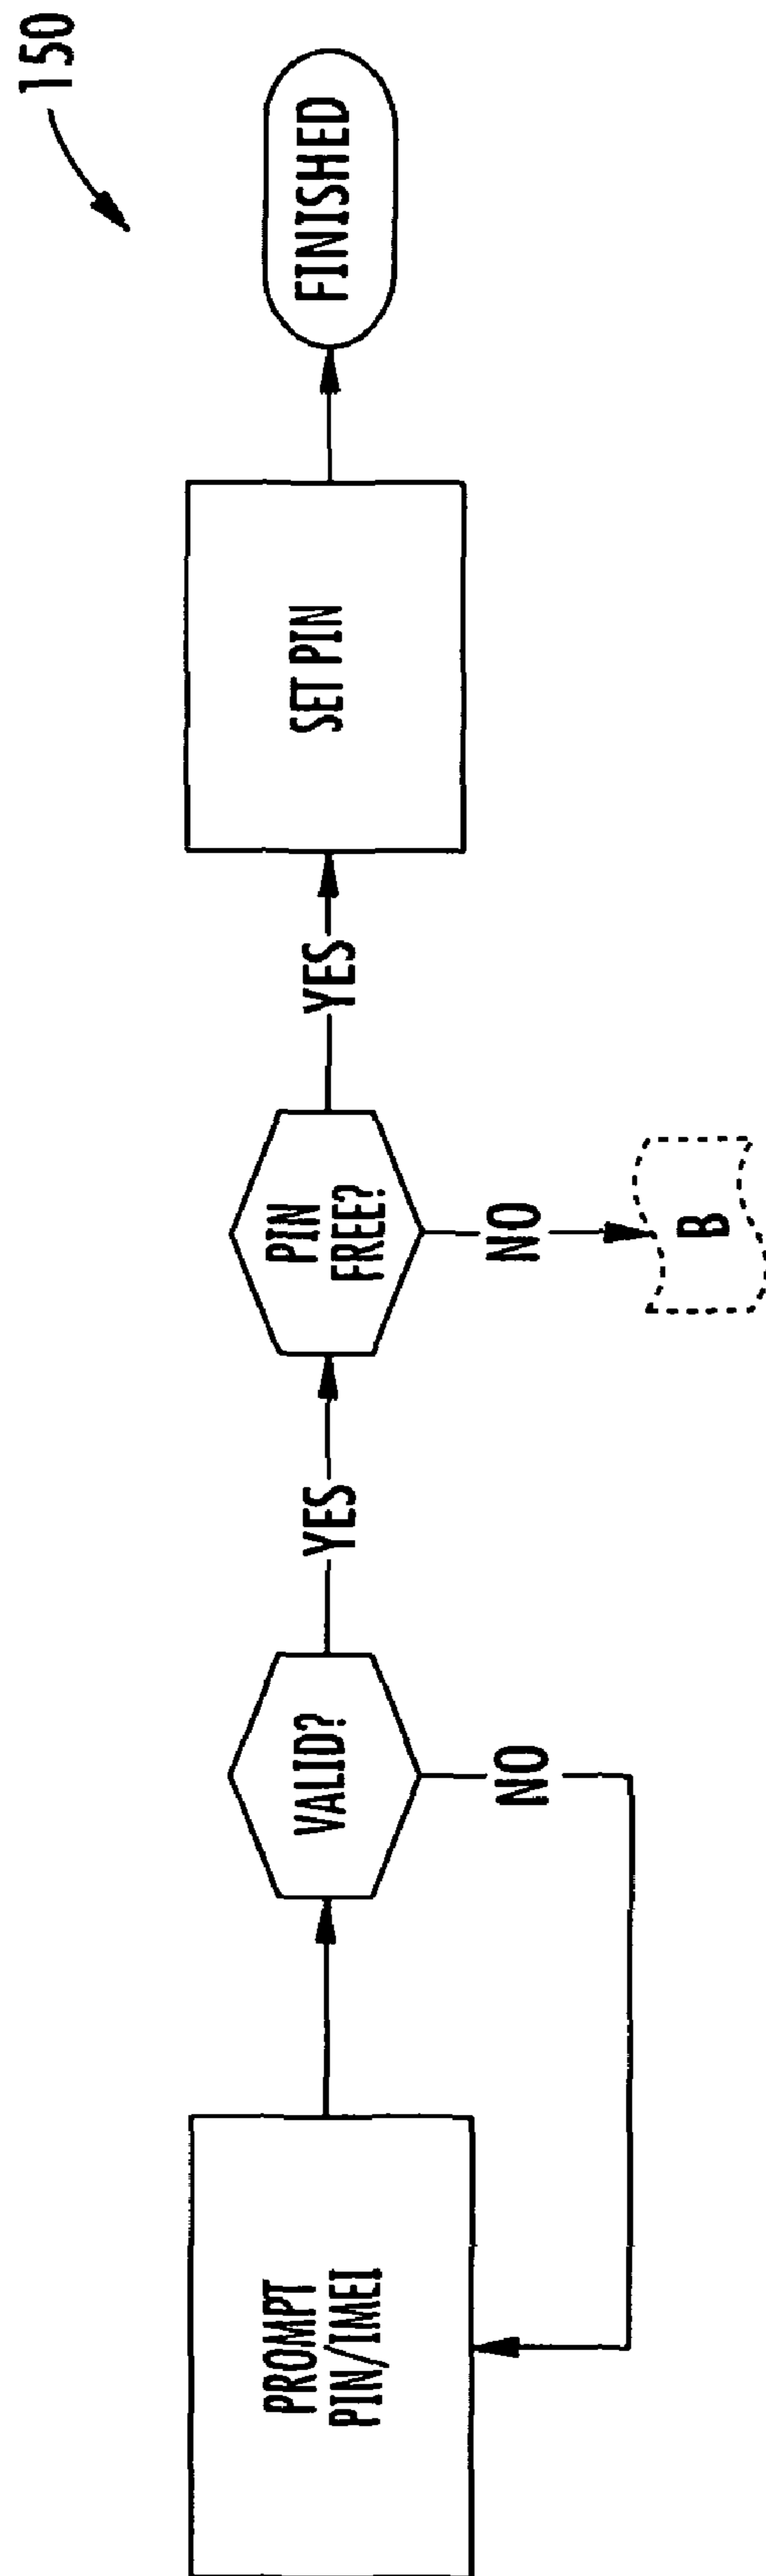 150
PROMPT
PIN/IMEI
VALID?
YES
NO
PIN
FREE?
YES
NO
B
SET PIN
FINISHED